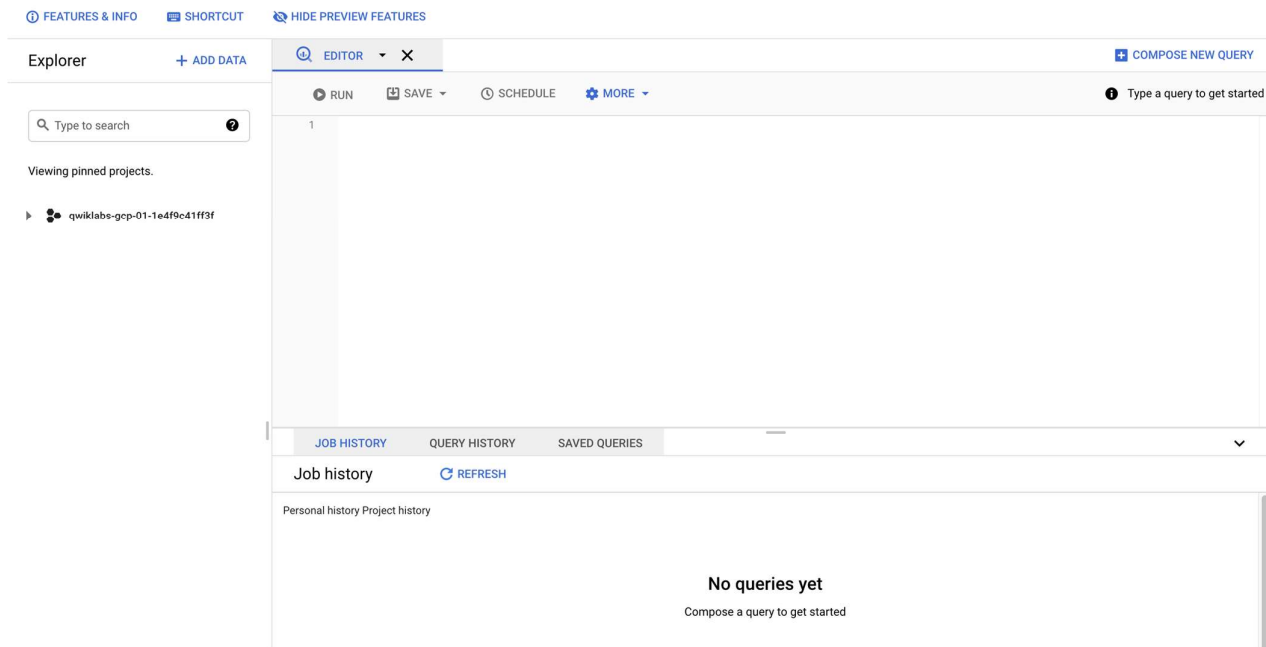 FEATURES & INFO SHORTCUT HIDE PREVIEW FEATURES
Explorer + ADD DATA
EDITOR
COMPOSE NEW QUERY
RUN SAVE SCHEDULE MORE
Type a query to get started
Type to search
1
Viewing pinned projects.
qwiklabs-gcp-01-1e4f9c41ff3f
JOB HISTORY QUERY HISTORY SAVED QUERIES
Job history REFRESH
Personal history Project history
No queries yet
Compose a query to get started